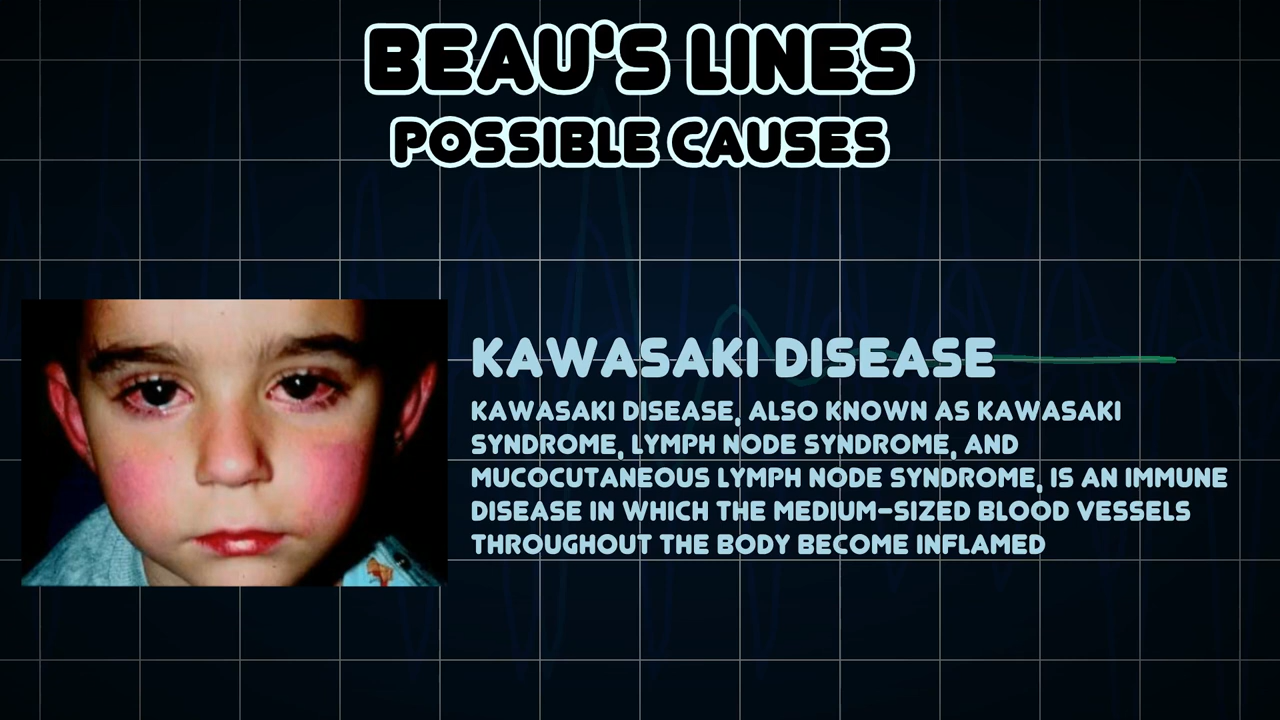 BEAU'S LINES
POSSIBLE CAUSES
KAWASAKI DISEASE
KAWASAKI DISEASE, ALSO KNOWN AS KAWASAKI
SYNDROME, LYMPH NODE SYNDROME, AND
MUCOCUTANEOUS LYMPH NODE SYNDROME, IS AN IMMUNE
DISEASE IN WHICH THE MEDIUM-SIZED BLOOD VESSELS
THROUGHOUT THE BODY BECOME INFLAMED